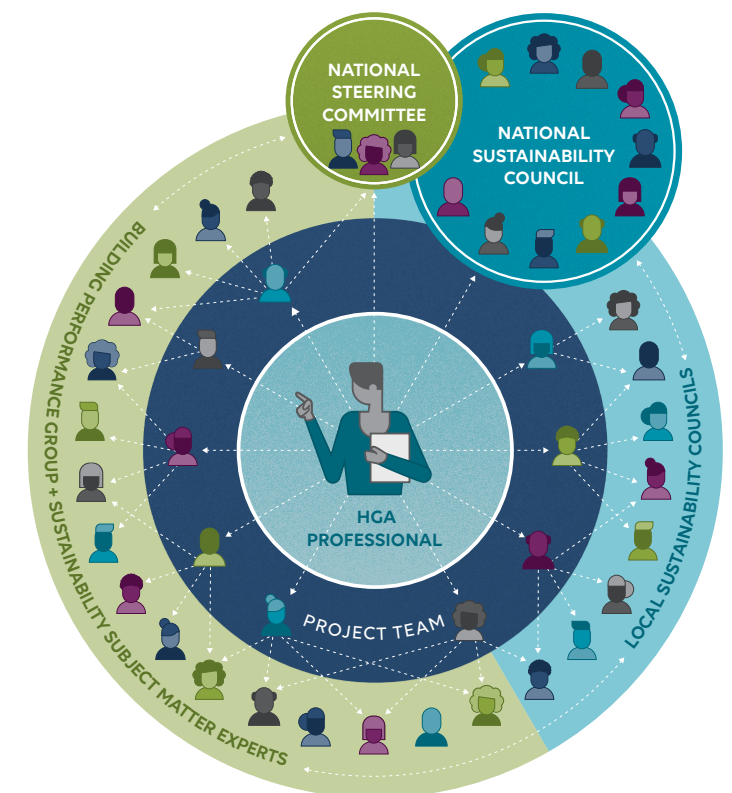 NATIONAL
STEERING
COMMITTEE
NATIONAL
SUSTAINABILITY
COUNCIL
BUILDING PERFORMANCE GROUP + SUSTAINABILITY SUBJECT MATTER EXPERTS
LOCAL SUSTAINABILITY COUNCILS
HGA
PROFESSIONAL
PROJECT TEAM